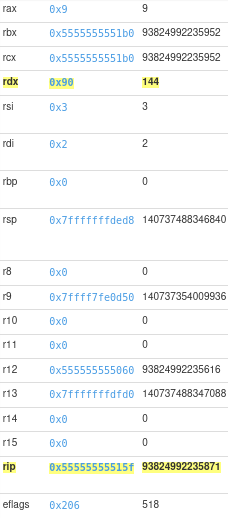 rax 0x9 9
rbx 0x5555555551b0 93824992235952
rcx 0x5555555551b0 93824992235952
rdx 0x90 144
rsi 0x3 3
rdi 0x2 2
rbp 0x0 0
rsp 0x7fffffffded8 140737488346840
r8 0x0 0
r9 0x7ffff7fe0d50 140737354009936
r10 0x0 0
r11 0x0 0
r12 0x555555555060 93824992235616
r13 0x7fffffffdfd0 140737488347088
r14 0x0 0
r15 0x0 0
rip 0x55555555515f 93824992235871
eflags 0x206 518